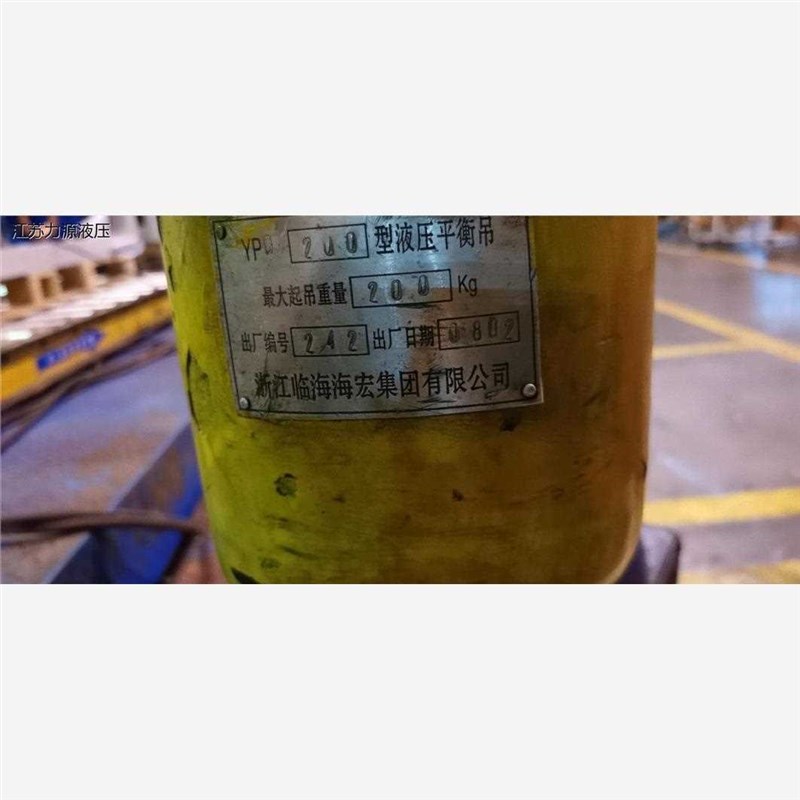 江苏力源液压
YPD 200 型液压平衡吊
最大起吊重量 200 Kg
出厂编号 242 出厂日期 0802
浙江临海海宏集团有限公司